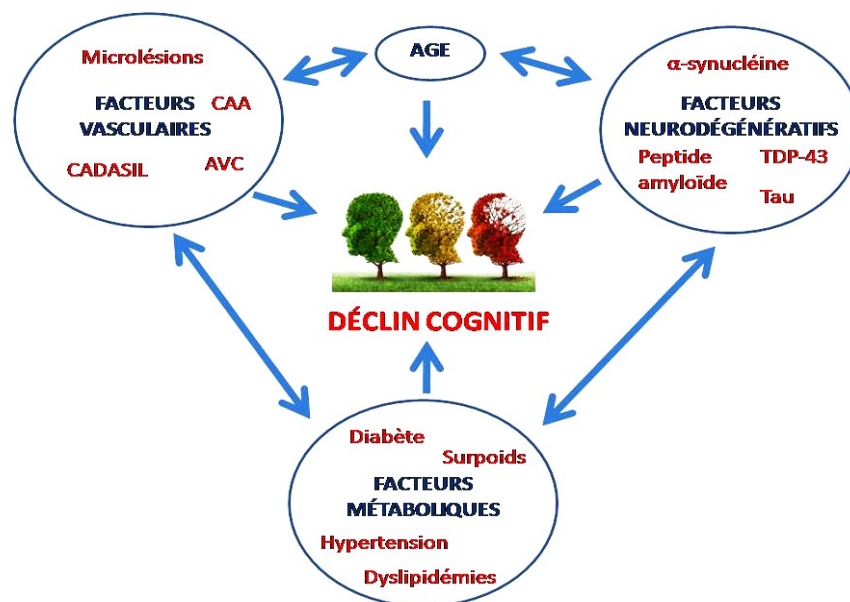 AGE
Microlésions
FACTEURS CAA
VASCULAIRES
CADASIL AVC
α-synucléine
FACTEURS
NEURODÉGÉNÉRATIFS
Peptide TDP-43
amyloïde
Tau
DÉCLIN COGNITIF
Diabète
Surpoids
FACTEURS
MÉTABOLIQUES
Hypertension
Dyslipidémies